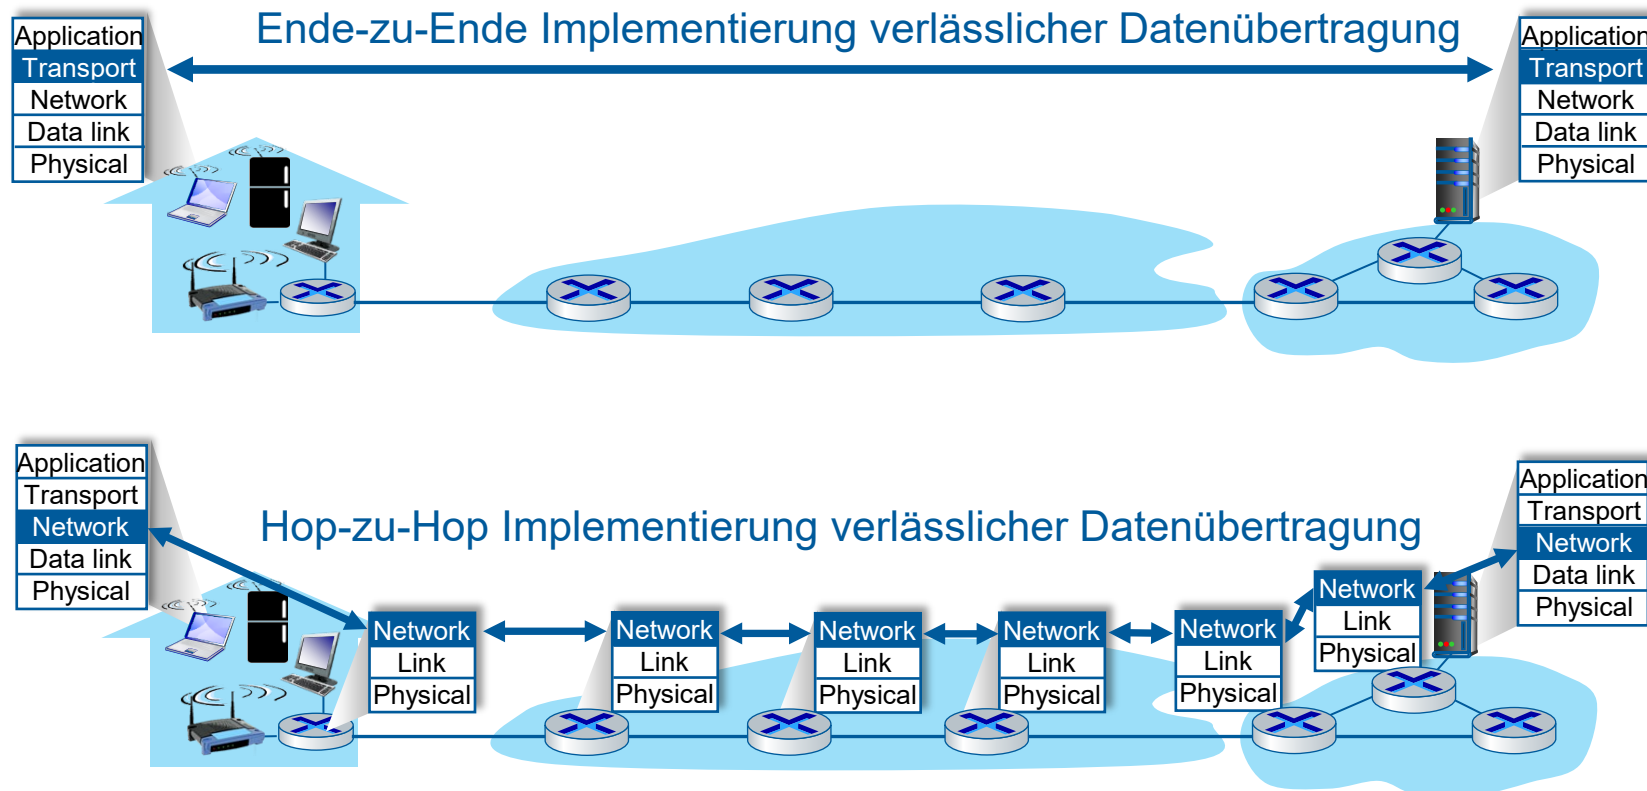 Ende-zu-Ende Implementierung verlässlicher Datenübertragung
Application
Transport
Network
Data link
Physical
Application
Transport
Network
Data link
Physical
Hop-zu-Hop Implementierung verlässlicher Datenübertragung
Application
Transport
Network
Data link
Physical
Network
Link
Physical
Network
Link
Physical
Network
Link
Physical
Network
Link
Physical
Network
Link
Physical
Network
Link
Physical
Application
Transport
Network
Data link
Physical